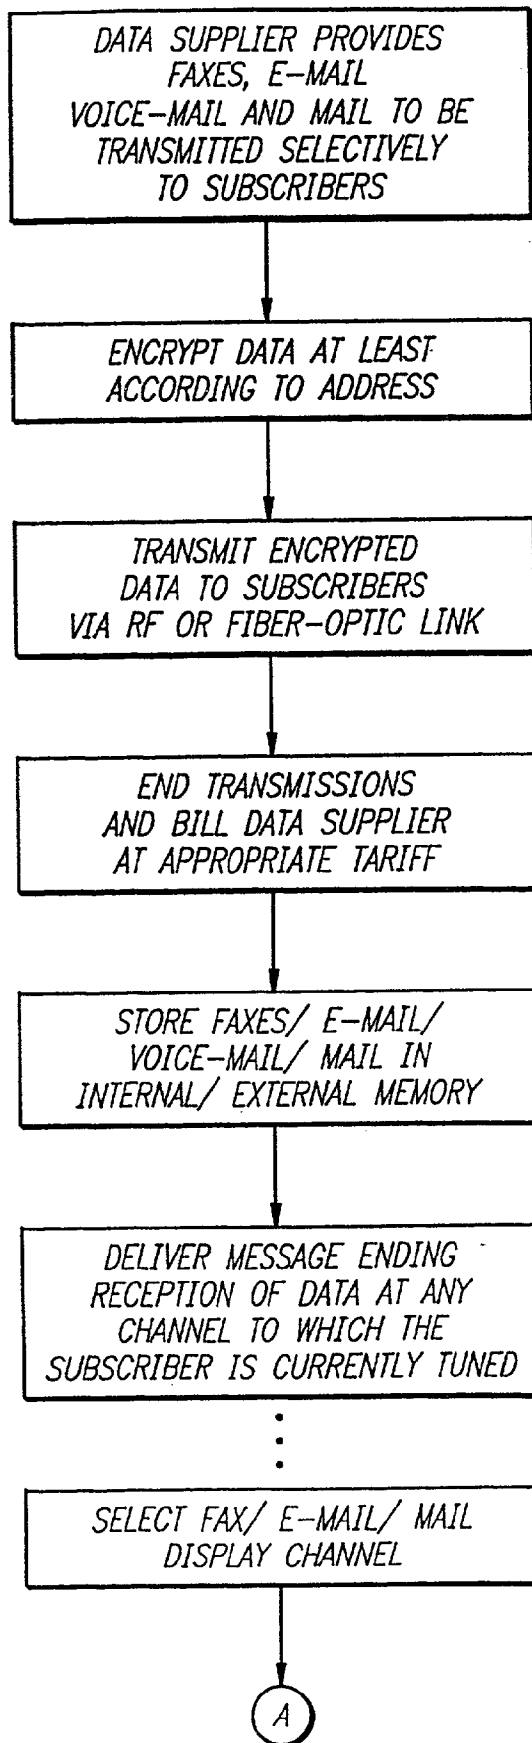 DATA SUPPLIER PROVIDES
FAXES, E-MAIL
VOICE-MAIL AND MAIL TO BE
TRANSMITTED SELECTIVELY
TO SUBSCRIBERS
ENCRYPT DATA AT LEAST
ACCORDING TO ADDRESS
TRANSMIT ENCRYPTED
DATA TO SUBSCRIBERS
VIA RF OR FIBER-OPTIC LINK
END TRANSMISSIONS
AND BILL DATA SUPPLIER
AT APPROPRIATE TARIFF
STORE FAXES/ E-MAIL/
VOICE-MAIL/ MAIL IN
INTERNAL/ EXTERNAL MEMORY
DELIVER MESSAGE ENDING
RECEPTION OF DATA AT ANY
CHANNEL TO WHICH THE
SUBSCRIBER IS CURRENTLY TUNED
SELECT FAX/ E-MAIL/ MAIL
DISPLAY CHANNEL
A